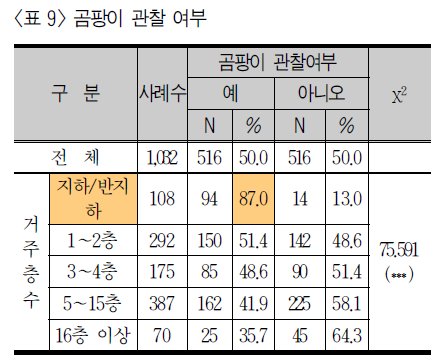 <표 9> 곰팡이 관찰 여부
구 분 사례수 곰팡이 관찰여부 X²
예 아니오
N % N %
전 체 1,032 516 50.0 516 50.0
거주층수 지하/반지하 108 94 87.0 14 13.0 75.591(***)
1~2층 292 150 51.4 142 48.6
3~4층 175 85 48.6 90 51.4
5~15층 387 162 41.9 225 58.1
16층 이상 70 25 35.7 45 64.3